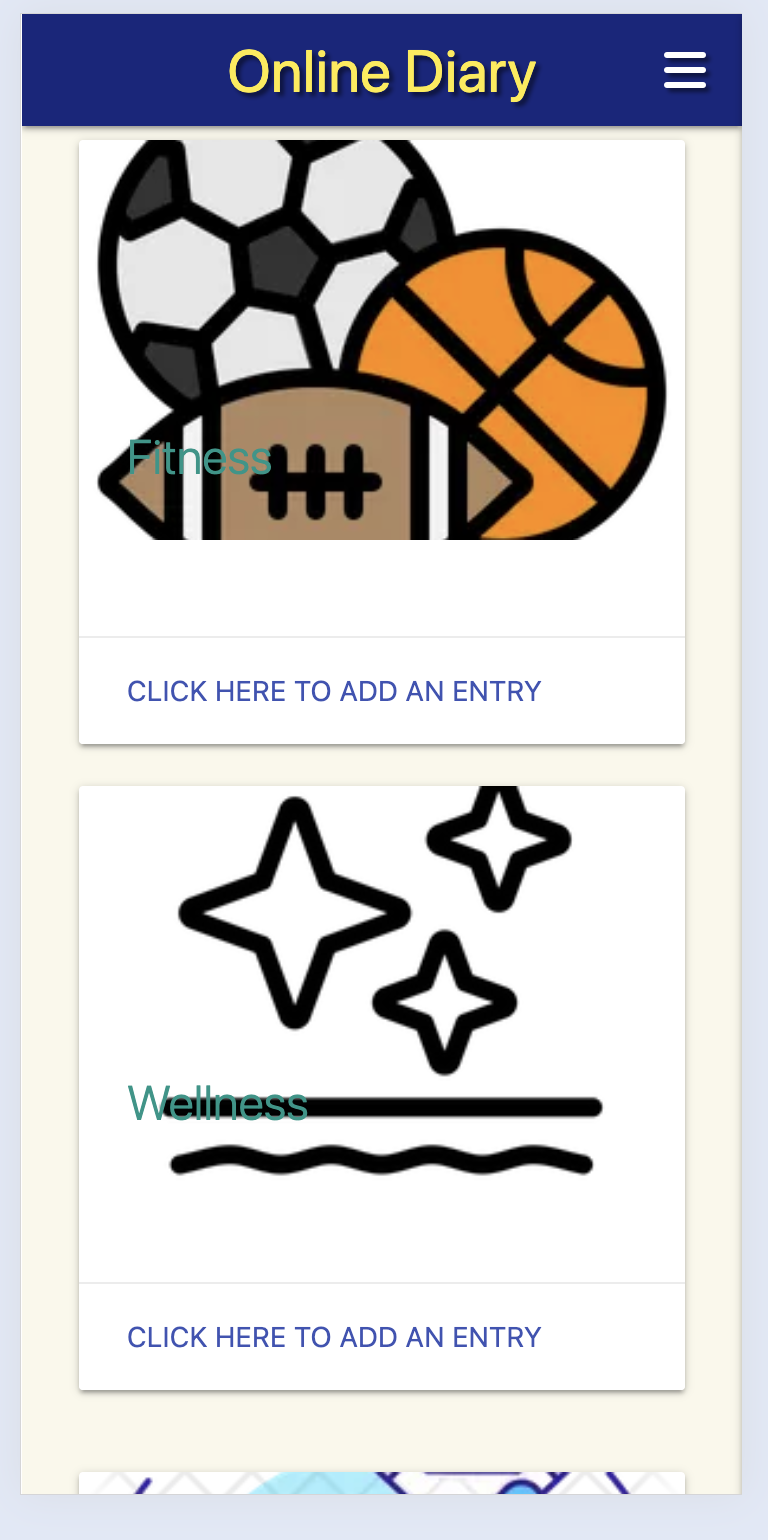 Online Diary
Fitness
CLICK HERE TO ADD AN ENTRY
Wellness
CLICK HERE TO ADD AN ENTRY